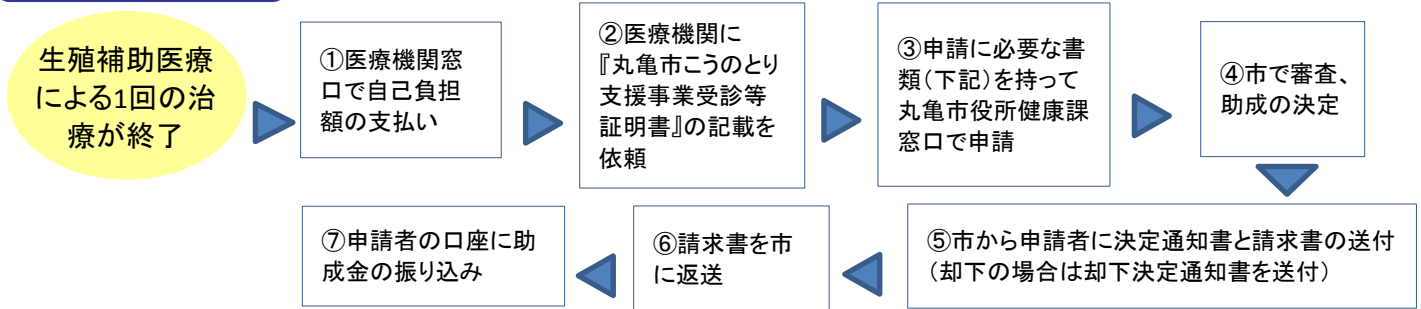 生殖補助医療
による1回の治
療が終了
①医療機関窓
口で自己負担
額の支払い
②医療機関に
『丸亀市こうのとり
支援事業受診等
証明書』の記載を
依頼
③申請に必要な書
類(下記)を持って
丸亀市役所健康課
窓口で申請
④市で審査、
助成の決定
⑤市から申請者に決定通知書と請求書の送付
(却下の場合は却下決定通知書を送付)
⑥請求書を市
に返送
⑦申請者の口座に助
成金の振り込み